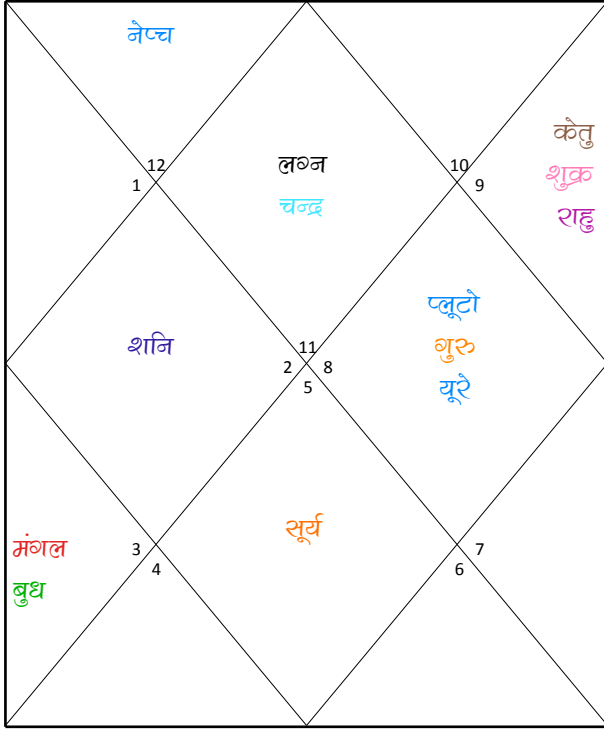 नेप्च
केतु
शुक्र
राहु
12
1
लग्न
चन्द्र
10
9
प्लूटो
गुरु
यूरे
शनि
11
2 8
5
सूर्य
मंगल
बुध
3
4
7
6